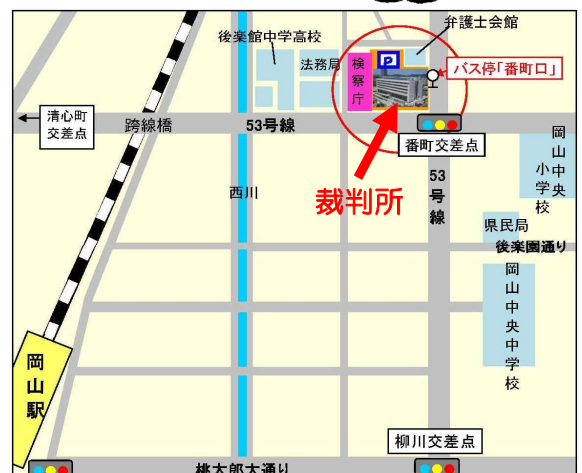 弁護士会館
後楽館中学高校
法務局
検察庁
P
バス停「番町口」
清心町
交差点
跨線橋
53号線
番町交差点
岡山中央
小学校
西川
裁判所
53号線
県民局
後楽園通り
岡山中央中学校
岡山駅
柳川交差点
桃太郎大通り